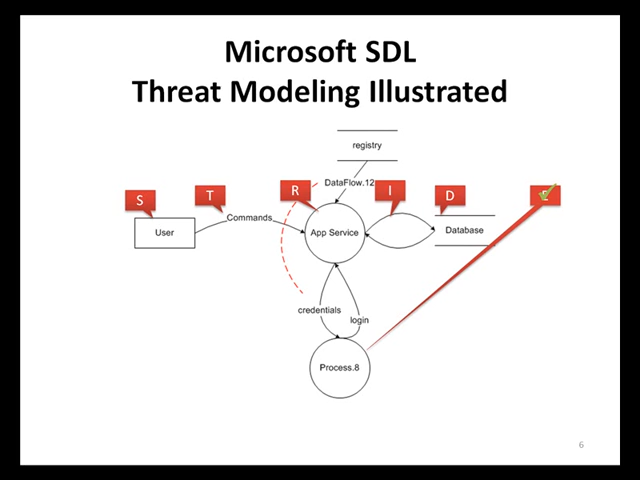 Microsoft SDL
Threat Modeling Illustrated
registry
DataFlow.12
S
T
R
I
D
User
Commands
App Service
Database
credentials
login
Process.8
6